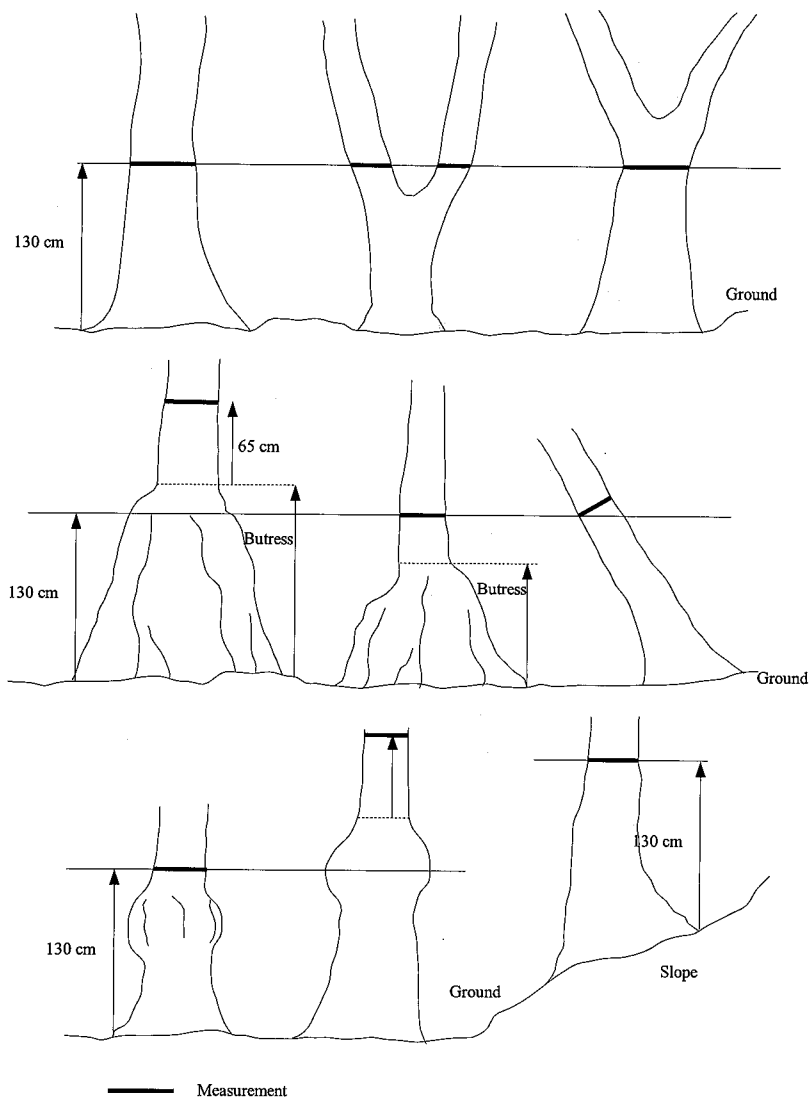 130 cm
Ground
65 cm
Butress
130 cm
Butress
Ground
130 cm
130 cm
Ground
Slope
Measurement